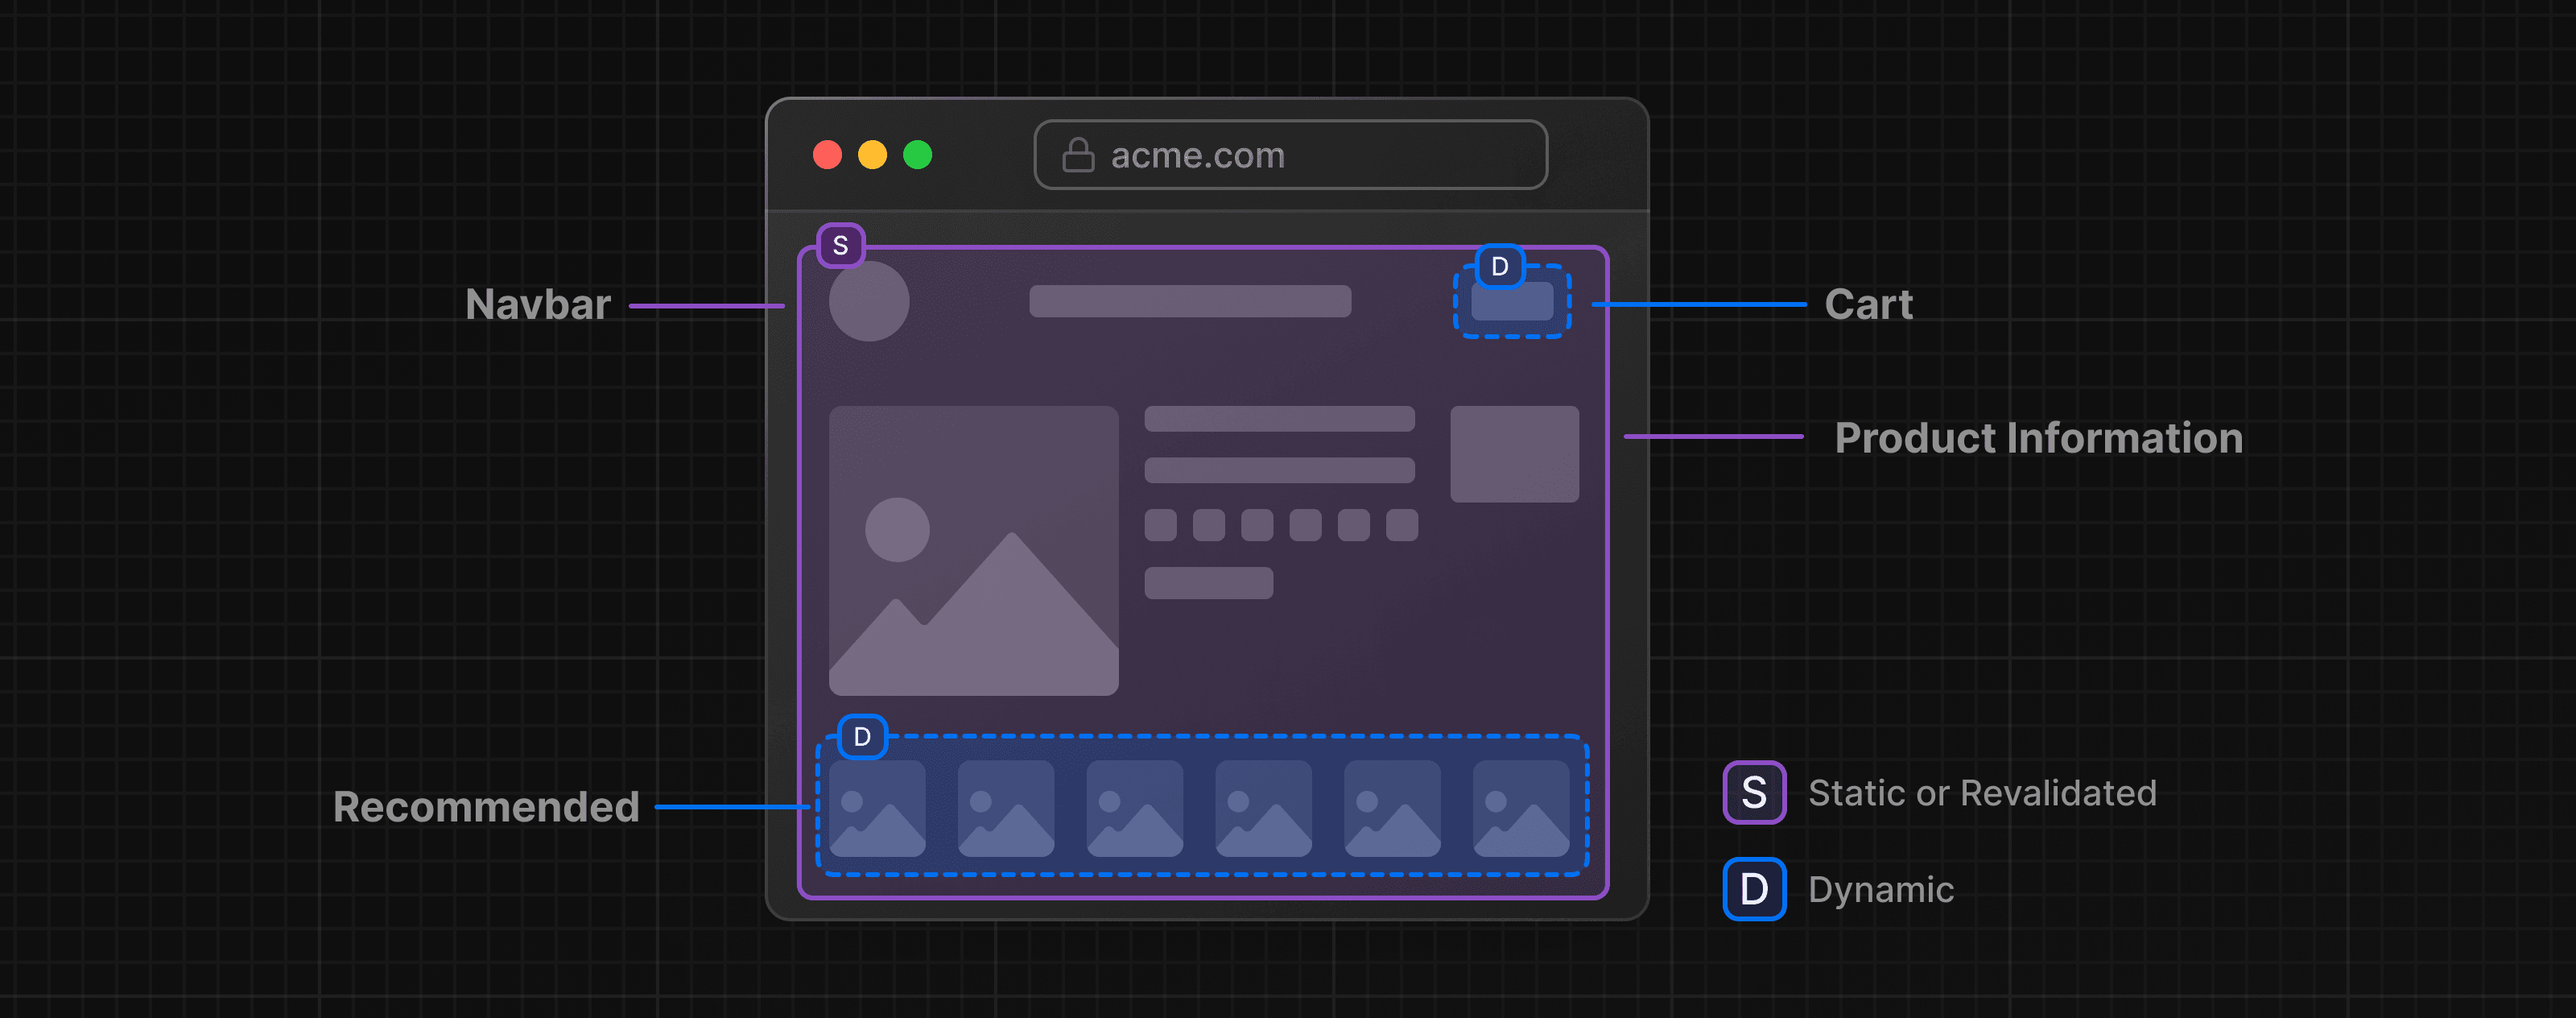 acme.com
S
D
Navbar
Cart
Product Information
D
Recommended
S Static or Revalidated
D Dynamic